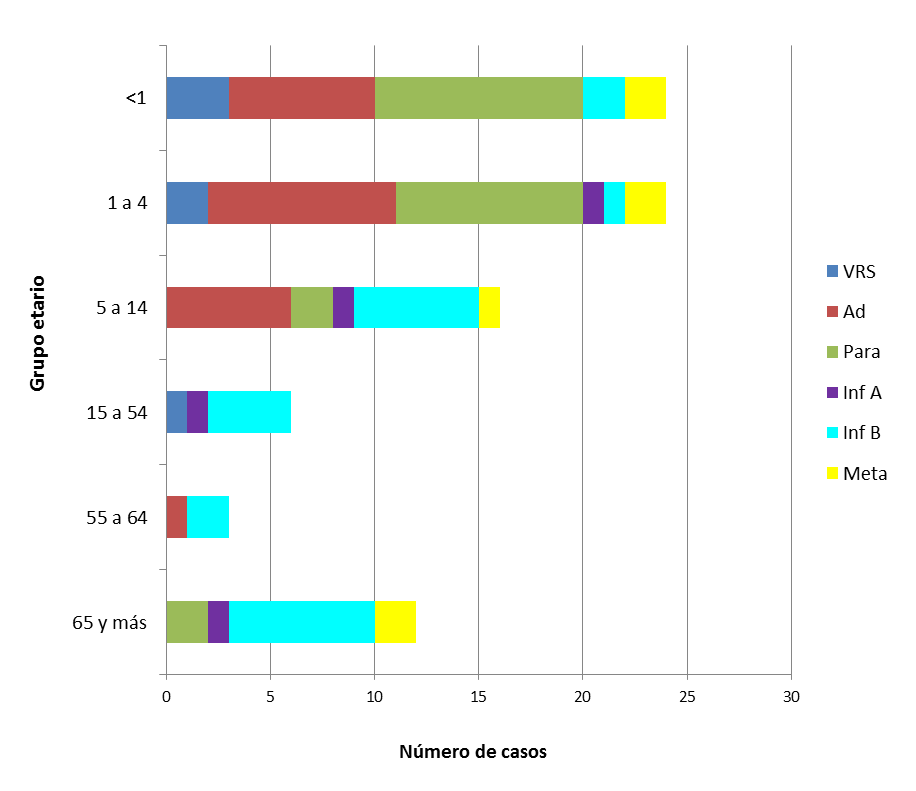 Grupo etario
<1
1 a 4
5 a 14
15 a 54
55 a 64
65 y más
0 5 10 15 20 25 30
Número de casos
VRS
Ad
Para
Inf A
Inf B
Meta